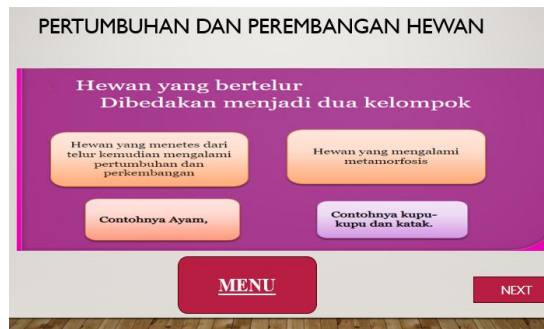 PERTUMBUHAN DAN PEREMBANGAN HEWAN
Hewan yang bertelur
Dibedakan menjadi dua kelompok
Hewan yang menetes dari
telur kemudian mengalami
pertumbuhan dan
perkembangan
Hewan yang mengalami
metamorfosis
Contohnya Ayam,
Contohnya kupu-
kupu dan katak.
MENU
NEXT